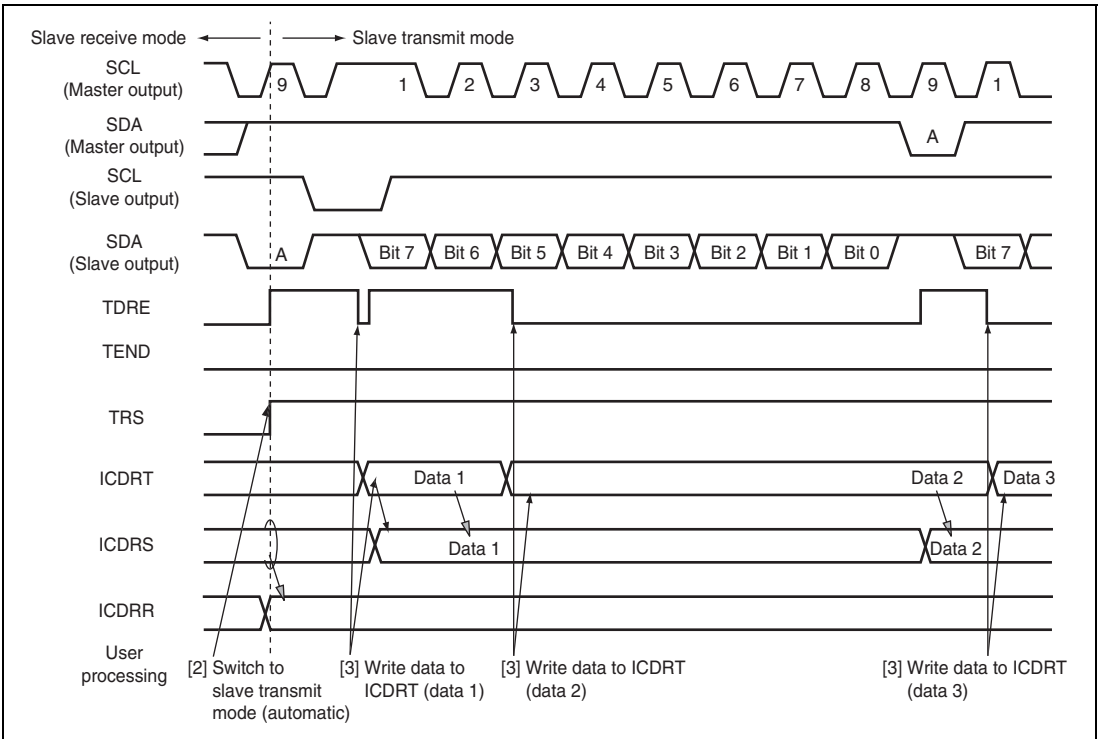 Slave receive mode
Slave transmit mode
SCL
(Master output)
9 1 2 3 4 5 6 7 8 9 1
SDA
(Master output)
A
SCL
(Slave output)
SDA
(Slave output)
A Bit 7 Bit 6 Bit 5 Bit 4 Bit 3 Bit 2 Bit 1 Bit 0 Bit 7
TDRE
TEND
TRS
ICDRT
Data 1 Data 2 Data 3
ICDRS
Data 1 Data 2
ICDRR
User
processing
[2] Switch to
slave transmit
mode (automatic)
[3] Write data to
ICDRT (data 1)
[3] Write data to ICDRT
(data 2)
[3] Write data to ICDRT
(data 3)